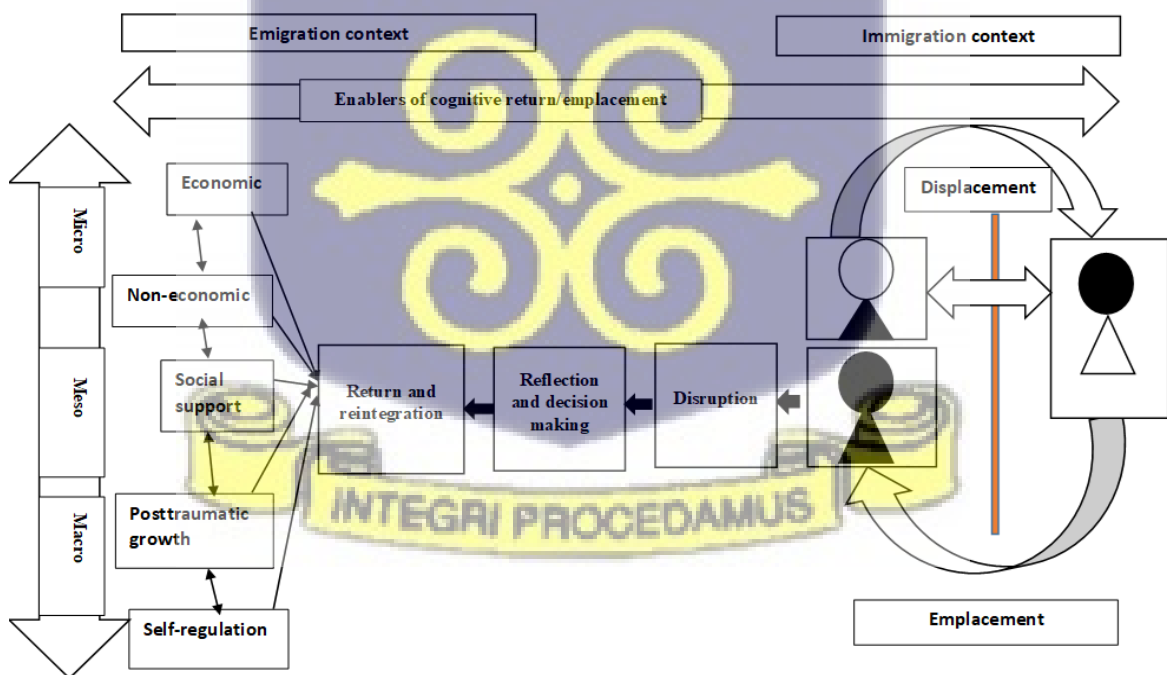 Emigration context
Immigration context
Enablers of cognitive return/emplacement
Micro
Meso
Macro
Economic
Non-economic
Social
support
Posttraumatic
growth
Self-regulation
Return and
reintegration
Reflection
and decision
making
Disruption
Displacement
Emplacement
INTEGRI PROCEDAMUS